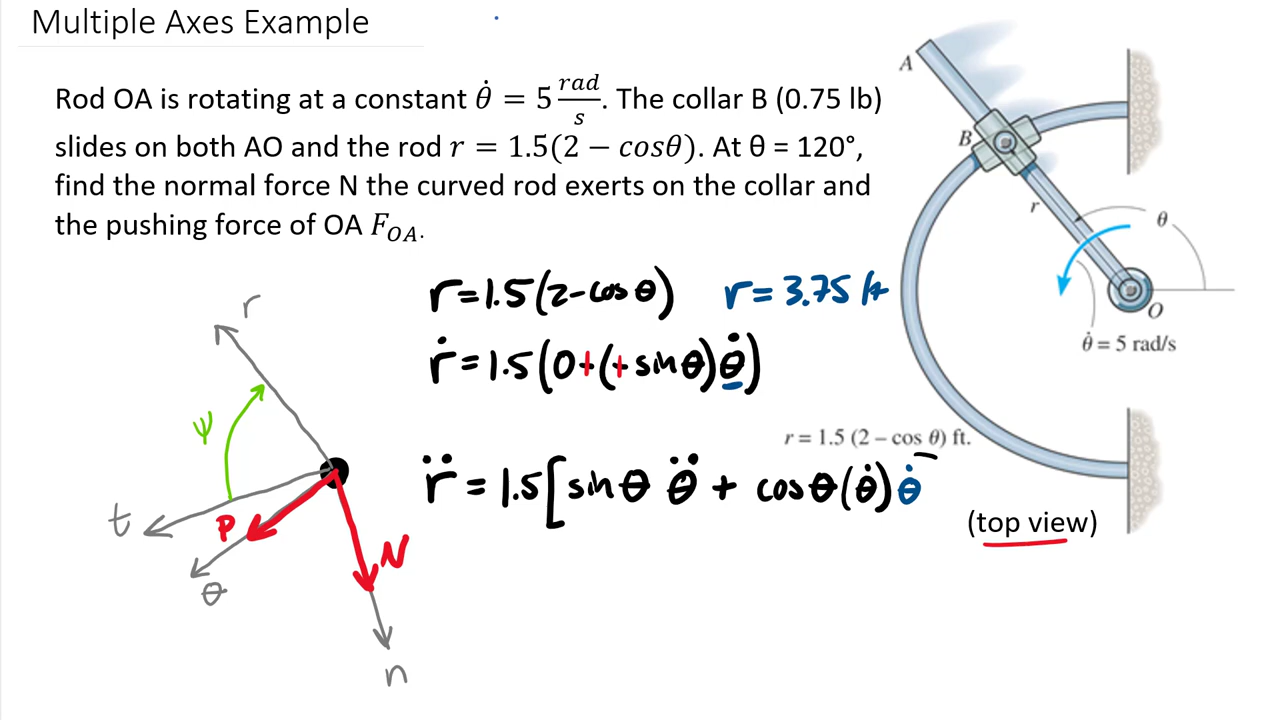 Multiple Axes Example
Rod OA is rotating at a constant θ̇ = 5 rad/s. The collar B (0.75 lb)
slides on both AO and the rod r = 1.5(2 − cosθ). At θ = 120°,
find the normal force N the curved rod exerts on the collar and
the pushing force of OA F_OA.
A
B
r
θ
O
θ̇ = 5 rad/s
r = 1.5 (2 – cos θ) ft.
(top view)
r = 1.5(2-cos θ) r = 3.75 ft
ṙ = 1.5(0+(+sin θ)θ̇)
r̈ = 1.5[sin θ θ̈ + cos θ(θ̇)θ̇
r
ψ
t
P
θ
N
n